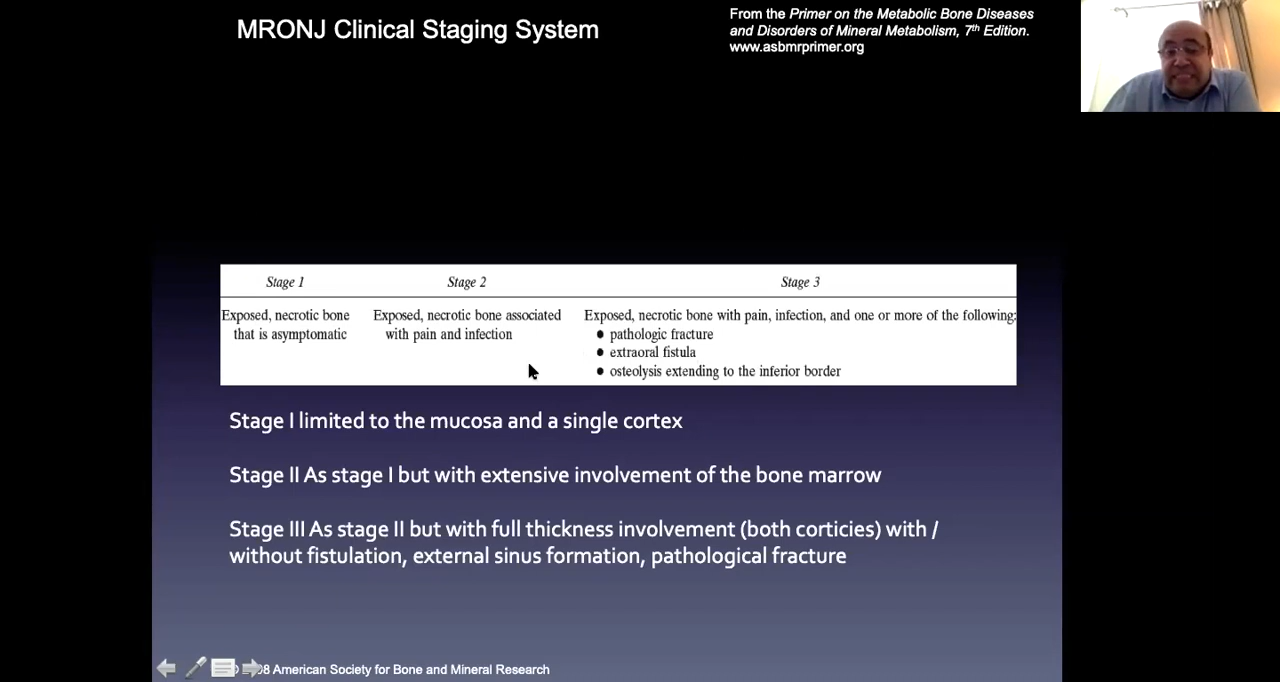 MRONJ Clinical Staging System
From the Primer on the Metabolic Bone Diseases
and Disorders of Mineral Metabolism, 7th Edition.
www.asbmrprimer.org
Stage 1
Stage 2
Stage 3
Exposed, necrotic bone
that is asymptomatic
Exposed, necrotic bone associated
with pain and infection
Exposed, necrotic bone with pain, infection, and one or more of the following:
● pathologic fracture
● extraoral fistula
● osteolysis extending to the inferior border
Stage I limited to the mucosa and a single cortex
Stage II As stage I but with extensive involvement of the bone marrow
Stage III As stage II but with full thickness involvement (both corticies) with /
without fistulation, external sinus formation, pathological fracture
American Society for Bone and Mineral Research